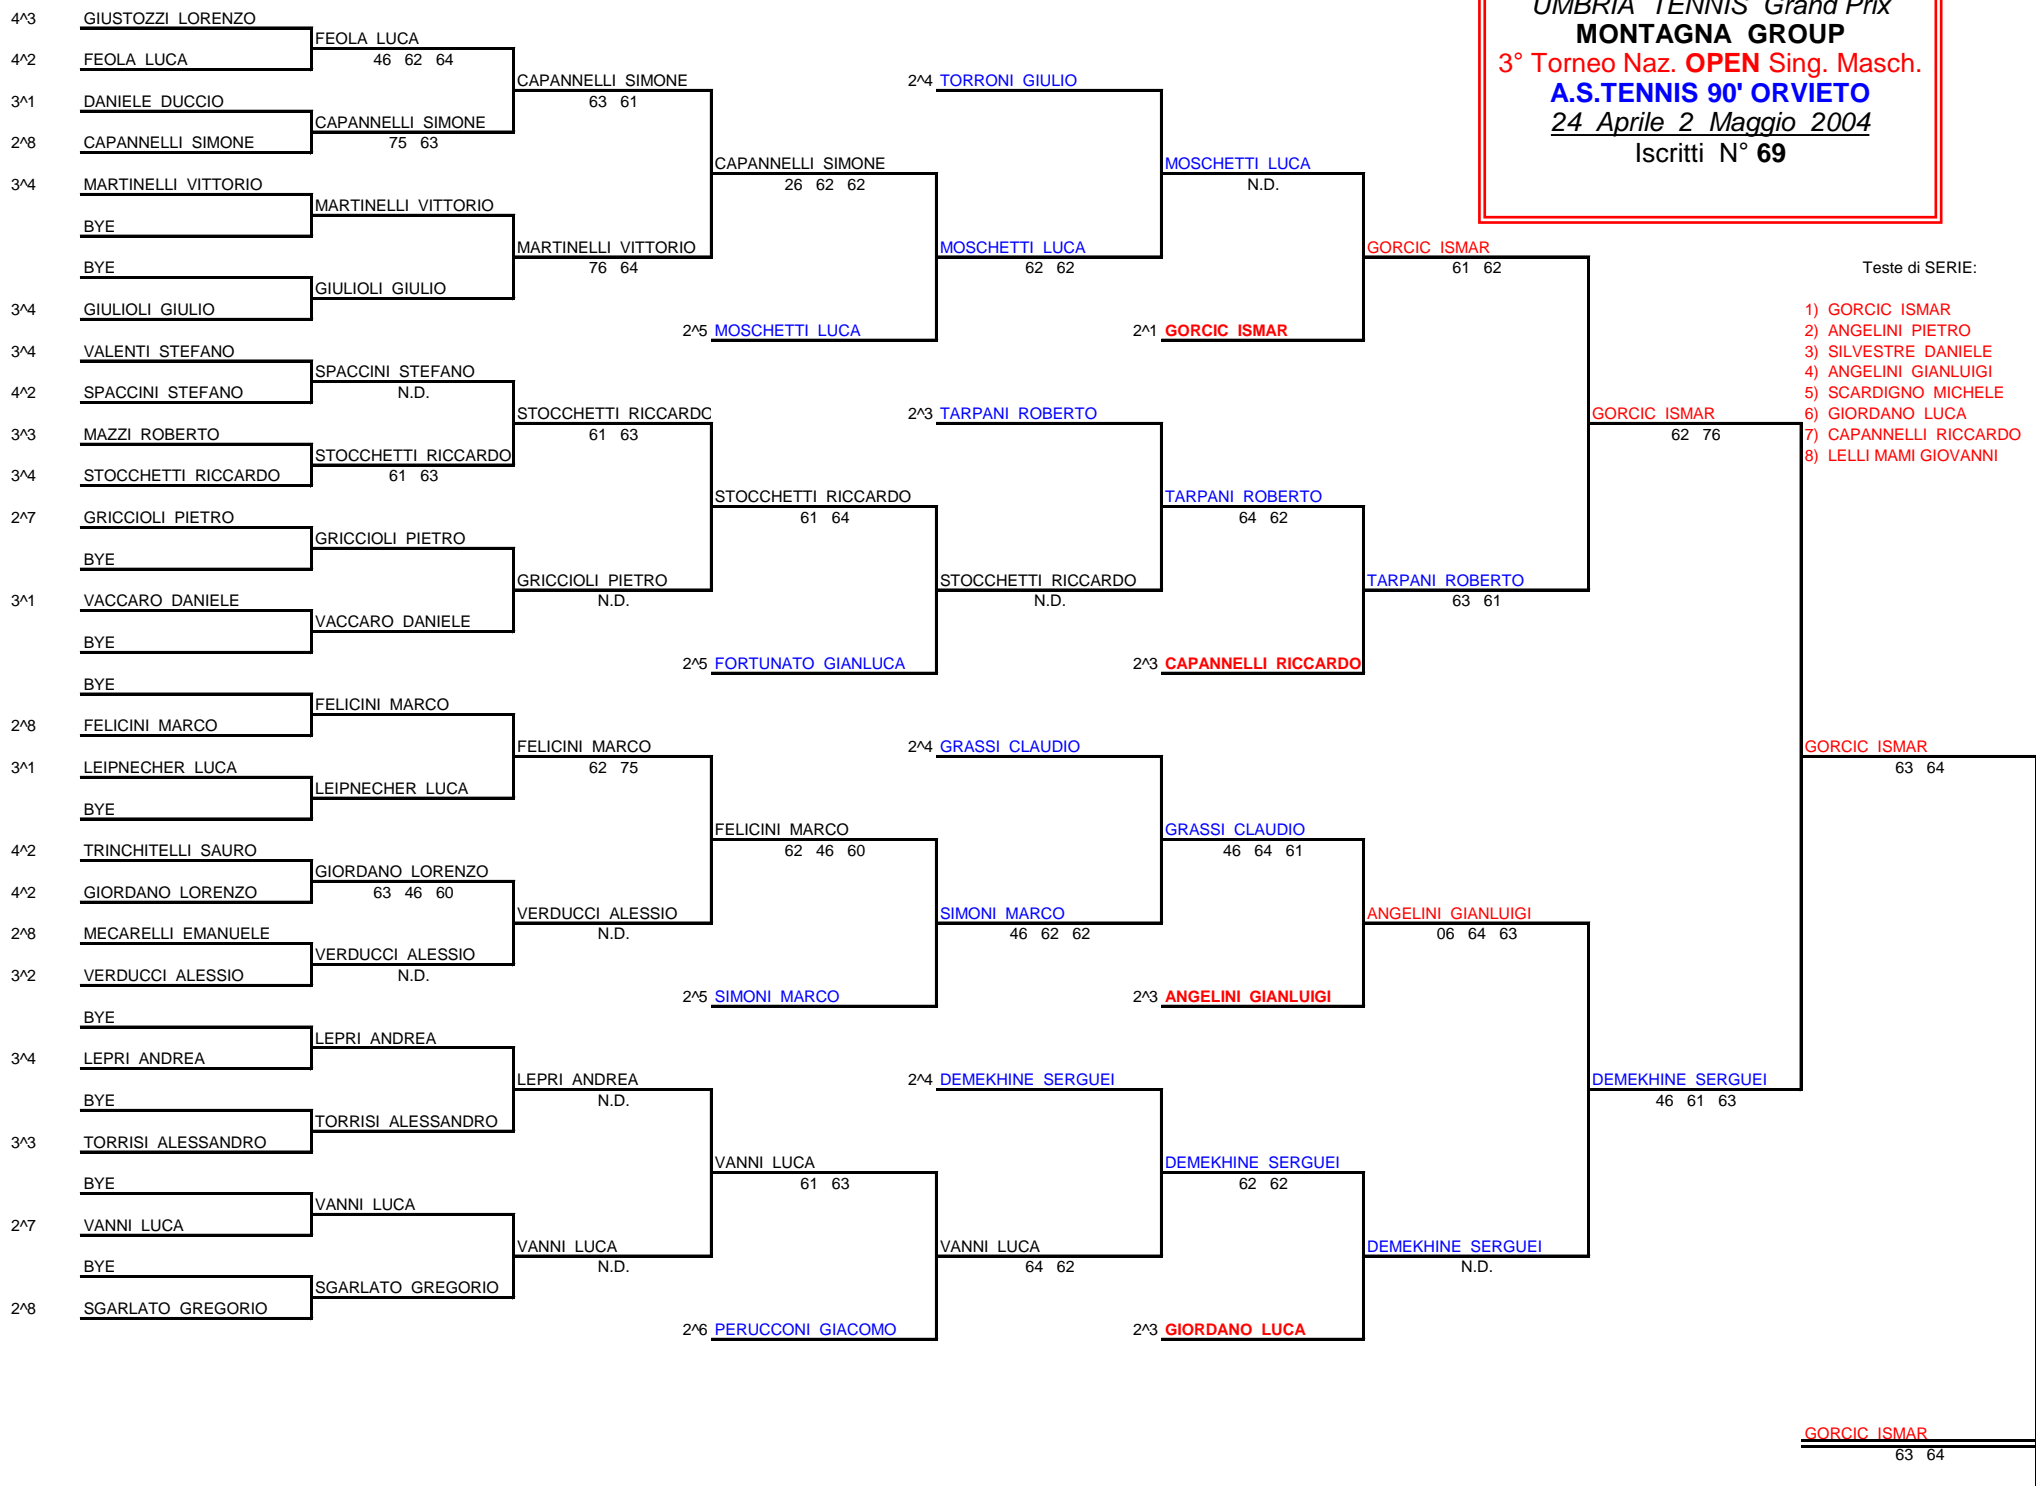 UMBRIA TENNIS Grand Prix
MONTAGNA GROUP
3° Torneo Naz. OPEN Sing. Masch.
A.S.TENNIS 90' ORVIETO
24 Aprile 2 Maggio 2004
Iscritti N° 69
Teste di SERIE:
1) GORCIC ISMAR
2) ANGELINI PIETRO
3) SILVESTRE DANIELE
4) ANGELINI GIANLUIGI
5) SCARDIGNO MICHELE
6) GIORDANO LUCA
7) CAPANNELLI RICCARDO
8) LELLI MAMI GIOVANNI
4^3 GIUSTOZZI LORENZO
4^2 FEOLA LUCA
3^1 DANIELE DUCCIO
2^8 CAPANNELLI SIMONE
3^4 MARTINELLI VITTORIO
BYE
BYE
3^4 GIULIOLI GIULIO
3^4 VALENTI STEFANO
4^2 SPACCINI STEFANO
3^3 MAZZI ROBERTO
3^4 STOCCHETTI RICCARDO
2^7 GRICCIOLI PIETRO
BYE
3^1 VACCARO DANIELE
BYE
BYE
2^8 FELICINI MARCO
3^1 LEIPNECHER LUCA
BYE
4^2 TRINCHITELLI SAURO
4^2 GIORDANO LORENZO
2^8 MECARELLI EMANUELE
3^2 VERDUCCI ALESSIO
BYE
3^4 LEPRI ANDREA
BYE
3^3 TORRISI ALESSANDRO
BYE
2^7 VANNI LUCA
BYE
2^8 SGARLATO GREGORIO
FEOLA LUCA
46 62 64
CAPANNELLI SIMONE
75 63
MARTINELLI VITTORIO
GIULIOLI GIULIO
SPACCINI STEFANO
N.D.
STOCCHETTI RICCARDO
61 63
GRICCIOLI PIETRO
VACCARO DANIELE
FELICINI MARCO
LEIPNECHER LUCA
GIORDANO LORENZO
63 46 60
VERDUCCI ALESSIO
N.D.
LEPRI ANDREA
TORRISI ALESSANDRO
VANNI LUCA
SGARLATO GREGORIO
CAPANNELLI SIMONE
63 61
MARTINELLI VITTORIO
76 64
STOCCHETTI RICCARDO
61 63
GRICCIOLI PIETRO
N.D.
FELICINI MARCO
62 75
VERDUCCI ALESSIO
N.D.
LEPRI ANDREA
N.D.
VANNI LUCA
N.D.
CAPANNELLI SIMONE
26 62 62
2^5 MOSCHETTI LUCA
STOCCHETTI RICCARDO
61 64
2^5 FORTUNATO GIANLUCA
FELICINI MARCO
62 46 60
2^5 SIMONI MARCO
VANNI LUCA
61 63
2^6 PERUCCONI GIACOMO
2^4 TORRONI GIULIO
MOSCHETTI LUCA
62 62
2^3 TARPANI ROBERTO
STOCCHETTI RICCARDO
N.D.
2^4 GRASSI CLAUDIO
SIMONI MARCO
46 62 62
2^4 DEMEKHINE SERGUEI
VANNI LUCA
64 62
MOSCHETTI LUCA
N.D.
2^1 GORCIC ISMAR
TARPANI ROBERTO
64 62
2^3 CAPANNELLI RICCARDO
GRASSI CLAUDIO
46 64 61
2^3 ANGELINI GIANLUIGI
DEMEKHINE SERGUEI
62 62
2^3 GIORDANO LUCA
GORCIC ISMAR
61 62
TARPANI ROBERTO
63 61
ANGELINI GIANLUIGI
06 64 63
DEMEKHINE SERGUEI
N.D.
GORCIC ISMAR
62 76
DEMEKHINE SERGUEI
46 61 63
GORCIC ISMAR
63 64
GORCIC ISMAR
63 64